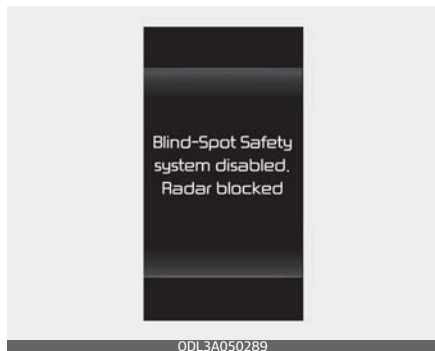 Blind-Spot Safety
system disabled.
Radar blocked
ODL3A050289